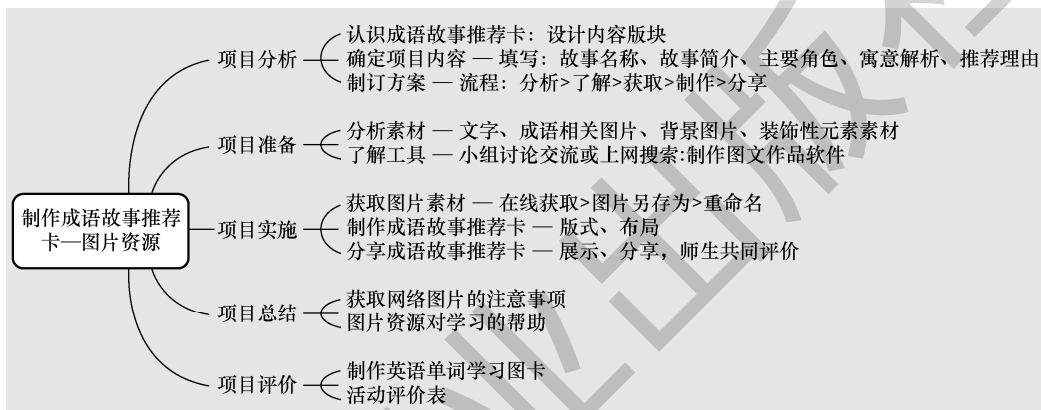 项目分析
认识成语故事推荐卡：设计内容版块
确定项目内容 — 填写：故事名称、故事简介、主要角色、寓意解析、推荐理由
制订方案 — 流程：分析>了解>获取>制作>分享
项目准备
分析素材 — 文字、成语相关图片、背景图片、装饰性元素素材
了解工具 — 小组讨论交流或上网搜索:制作图文作品软件
制作成语故事推荐
卡—图片资源
项目实施
获取图片素材 — 在线获取>图片另存为>重命名
制作成语故事推荐卡 — 版式、布局
分享成语故事推荐卡 — 展示、分享，师生共同评价
项目总结
获取网络图片的注意事项
图片资源对学习的帮助
项目评价
制作英语单词学习图卡
活动评价表
业出版社